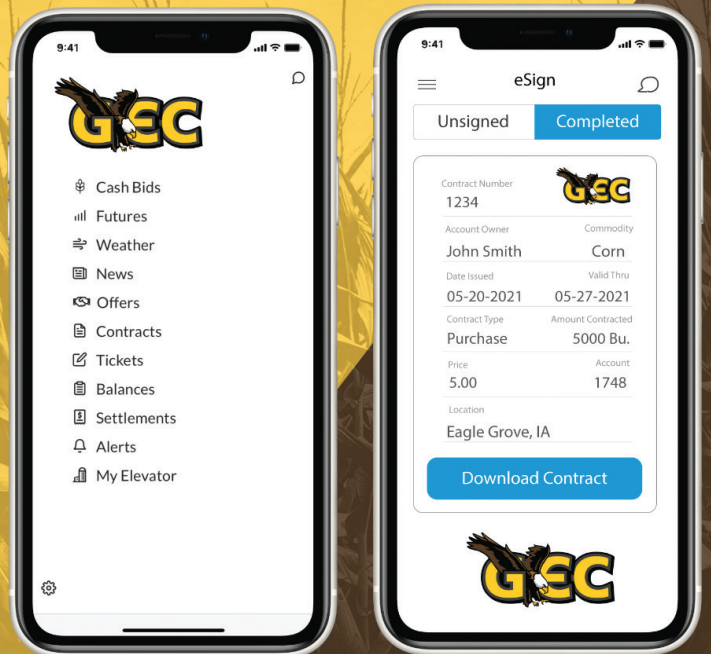 9:41
GEC
Cash Bids
Futures
Weather
News
Offers
Contracts
Tickets
Balances
Settlements
Alerts
My Elevator
9:41
eSign
Unsigned Completed
Contract Number
1234
GEC
Account Owner Commodity
John Smith Corn
Date Issued Valid Thru
05-20-2021 05-27-2021
Contract Type Amount Contracted
Purchase 5000 Bu.
Price Account
5.00 1748
Location
Eagle Grove, IA
Download Contract
GEC